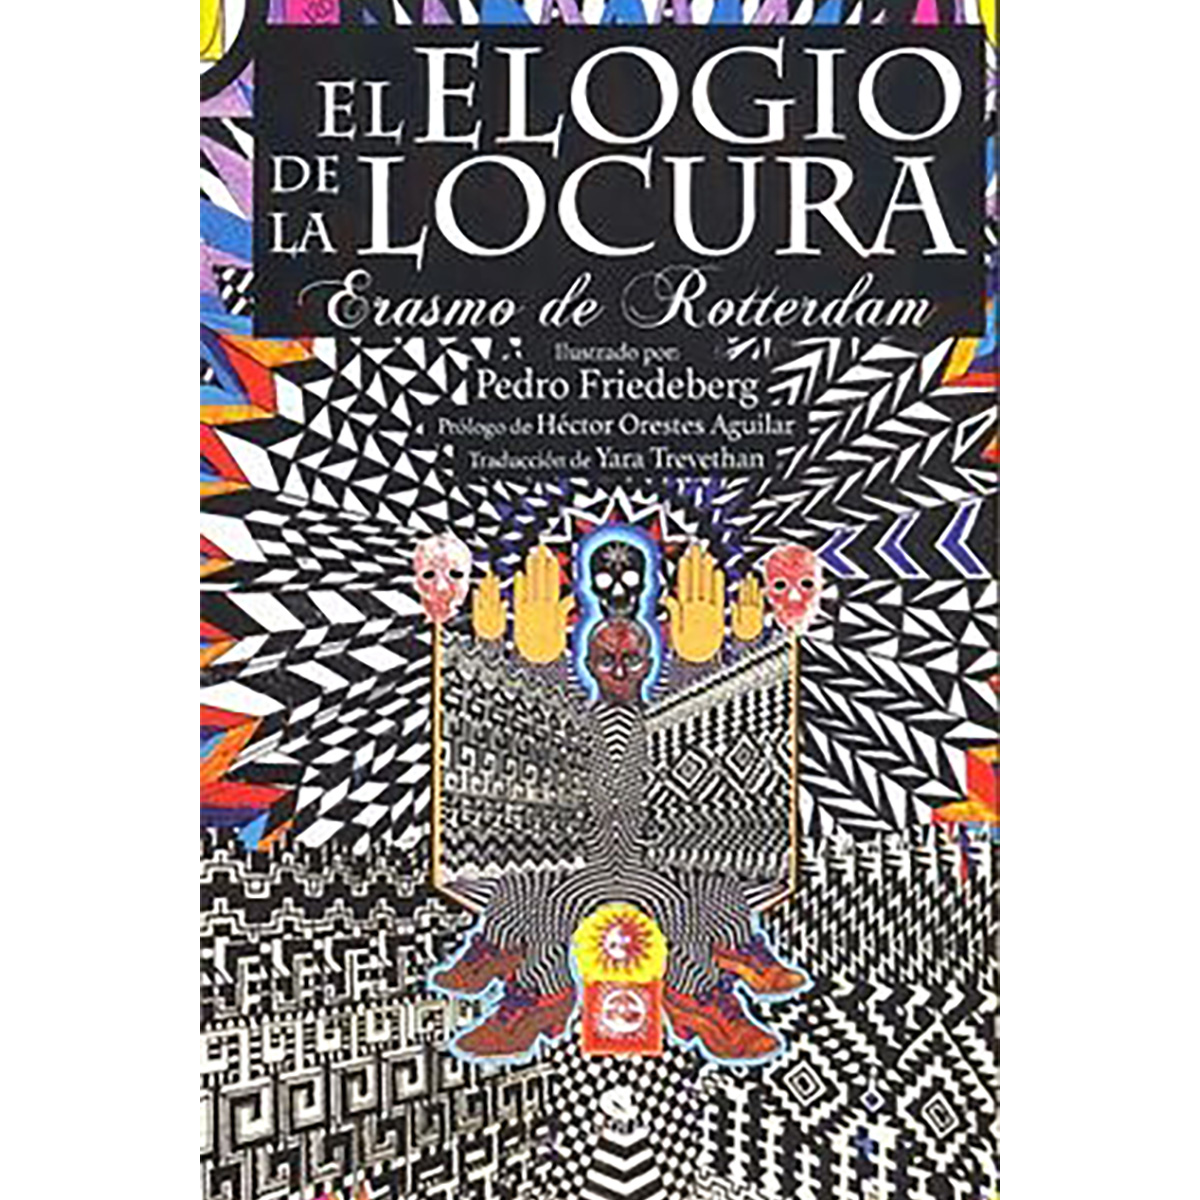 EL ELOGIO
DE LA LOCURA
Erasmo de Rotterdam
Ilustrado por:
Pedro Friedeberg
Prólogo de Héctor Orestes Aguilar
Traducción de Yara Trevethan